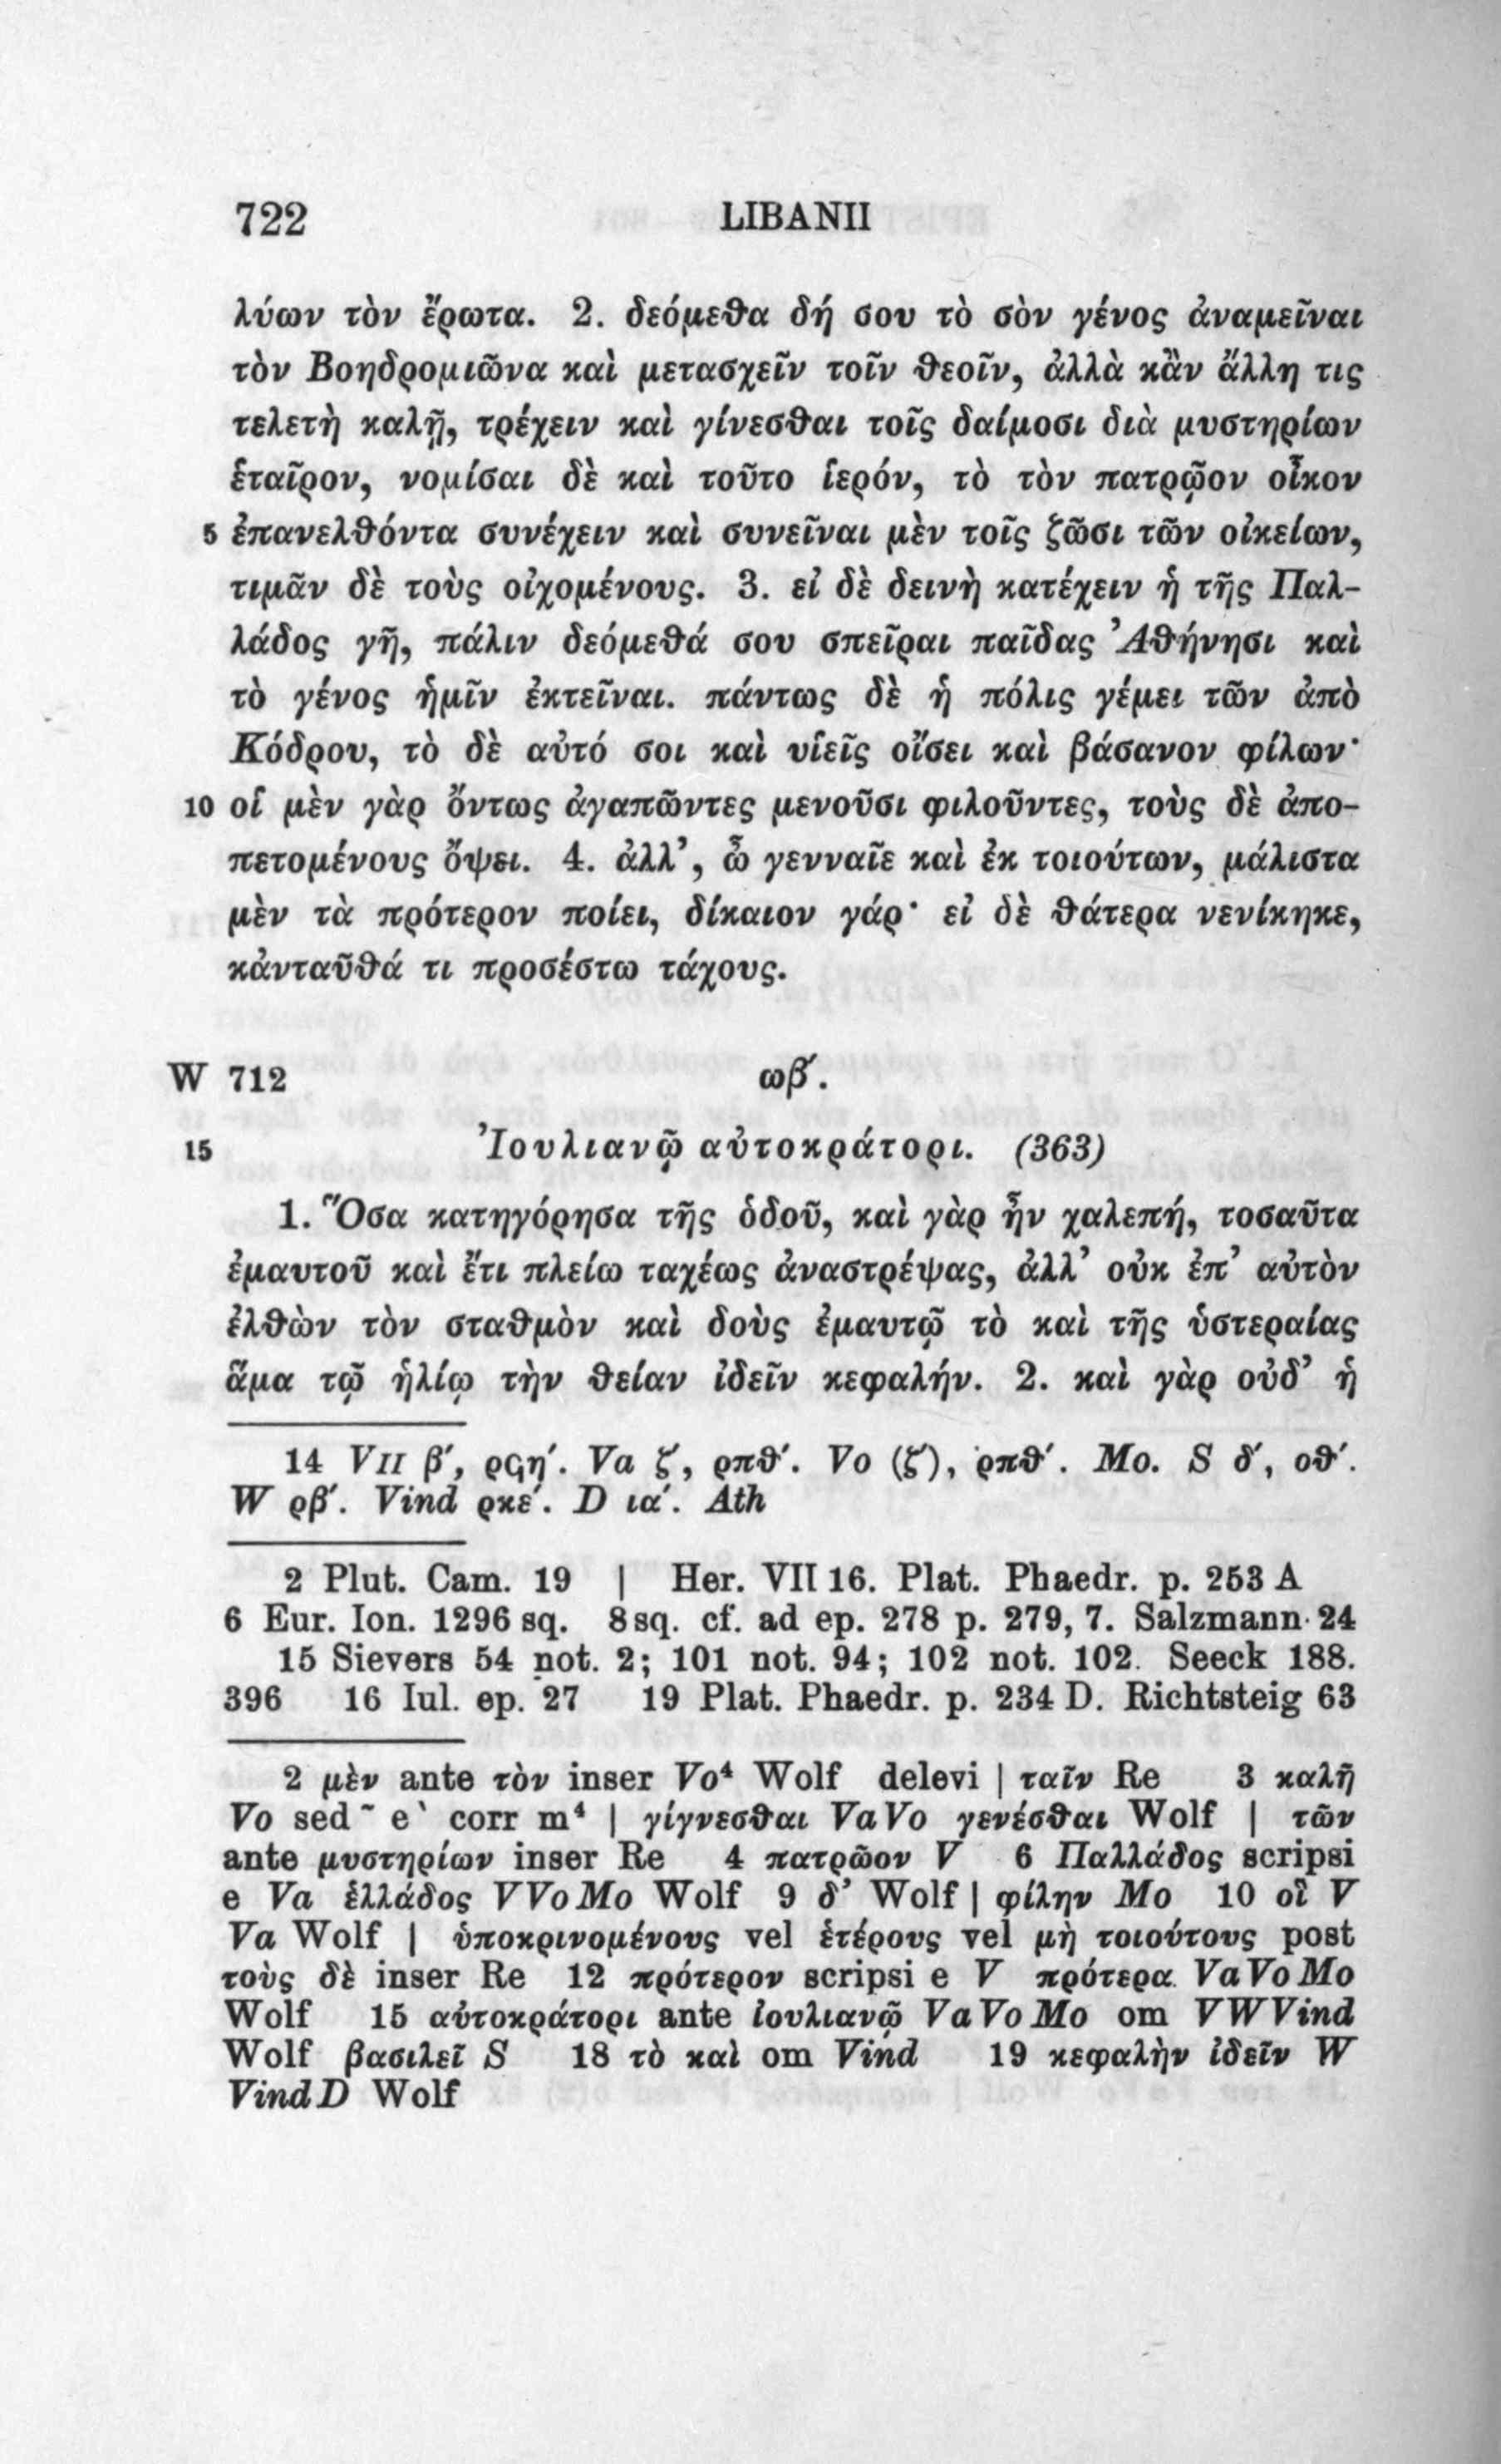 722 LIBANII
λύων τὸν ἔρωτα. 2. δεόμεθα δή σου τὸ σὸν γένος ἀναμεῖναι
τὸν Βοηδρομιῶνα καὶ μετασχεῖν τοῖν θεοῖν, ἀλλὰ κἂν ἄλλη τις
τελετὴ καλῇ, τρέχειν καὶ γίνεσθαι τοῖς δαίμοσι διὰ μυστηρίων
ἑταῖρον, νομίσαι δὲ καὶ τοῦτο ἱερόν, τὸ τὸν πατρῷον οἶκον
5 ἐπανελθόντα συνέχειν καὶ συνεῖναι μὲν τοῖς ζῶσι τῶν οἰκείων,
τιμᾶν δὲ τοὺς οἰχομένους. 3. εἰ δὲ δεινὴ κατέχειν ἡ τῆς Παλ-
λάδος γῆ, πάλιν δεόμεθά σου σπεῖραι παῖδας Ἀθήνησι καὶ
τὸ γένος ἡμῖν ἐκτεῖναι. πάντως δὲ ἡ πόλις γέμει τῶν ἀπὸ
Κόδρου, τὸ δὲ αὐτό σοι καὶ υἱεῖς οἴσει καὶ βάσανον φίλων·
10 οἱ μὲν γὰρ ὄντως ἀγαπῶντες μενοῦσι φιλοῦντες, τοὺς δὲ ἀπο-
πετομένους ὄψει. 4. ἀλλ’, ὦ γενναῖε καὶ ἐκ τοιούτων, μάλιστα
μὲν τὰ πρότερον ποίει, δίκαιον γάρ· εἰ δὲ θάτερα νενίκηκε,
κἀνταῦθά τι προσέστω τάχους.
W 712 ωβ′.
15 Ἰουλιανῷ αὐτοκράτορι. (363)
1. Ὅσα κατηγόρησα τῆς ὁδοῦ, καὶ γὰρ ἦν χαλεπή, τοσαῦτα
ἐμαυτοῦ καὶ ἔτι πλείω ταχέως ἀναστρέψας, ἀλλ’ οὐκ ἐπ’ αὐτὸν
ἐλθὼν τὸν σταθμὸν καὶ δοὺς ἐμαυτῷ τὸ καὶ τῆς ὑστεραίας
ἅμα τῷ ἡλίῳ τὴν θείαν ἰδεῖν κεφαλήν. 2. καὶ γὰρ οὐδ’ ἡ
14 VII β′, ρϟη′. Va ζ′, ρπθ′. Vo (ζ′), ρπθ′. Mo. S δ′, οθ′.
W ρβ′. Vind ρκε′. D ια′. Ath
2 Plut. Cam. 19 | Her. VII 16. Plat. Phaedr. p. 253 A
6 Eur. Ion. 1296 sq. 8 sq. cf. ad ep. 278 p. 279, 7. Salzmann 24
15 Sievers 54 not. 2; 101 not. 94; 102 not. 102. Seeck 188.
396 16 Iul. ep. 27 19 Plat. Phaedr. p. 234 D. Richtsteig 63
2 μὲν ante τὸν inser Vo⁴ Wolf delevi | ταῖν Re 3 καλῆ
Vo sed ῀ e ` corr m⁴ | γίγνεσθαι Va Vo γενέσθαι Wolf | τῶν
ante μυστηρίων inser Re 4 πατρῶον V 6 Παλλάδος scripsi
e Va ἑλλάδος V Vo Mo Wolf 9 δ’ Wolf | φίλην Mo 10 οἳ V
Va Wolf | ὑποκρινομένους vel ἑτέρους vel μὴ τοιούτους post
τοὺς δὲ inser Re 12 πρότερον scripsi e V πρότερα Va Vo Mo
Wolf 15 αὐτοκράτορι ante ἰουλιανῷ Va Vo Mo om V W Vind
Wolf βασιλεῖ S 18 τὸ καὶ om Vind 19 κεφαλὴν ἰδεῖν W
Vind D Wolf